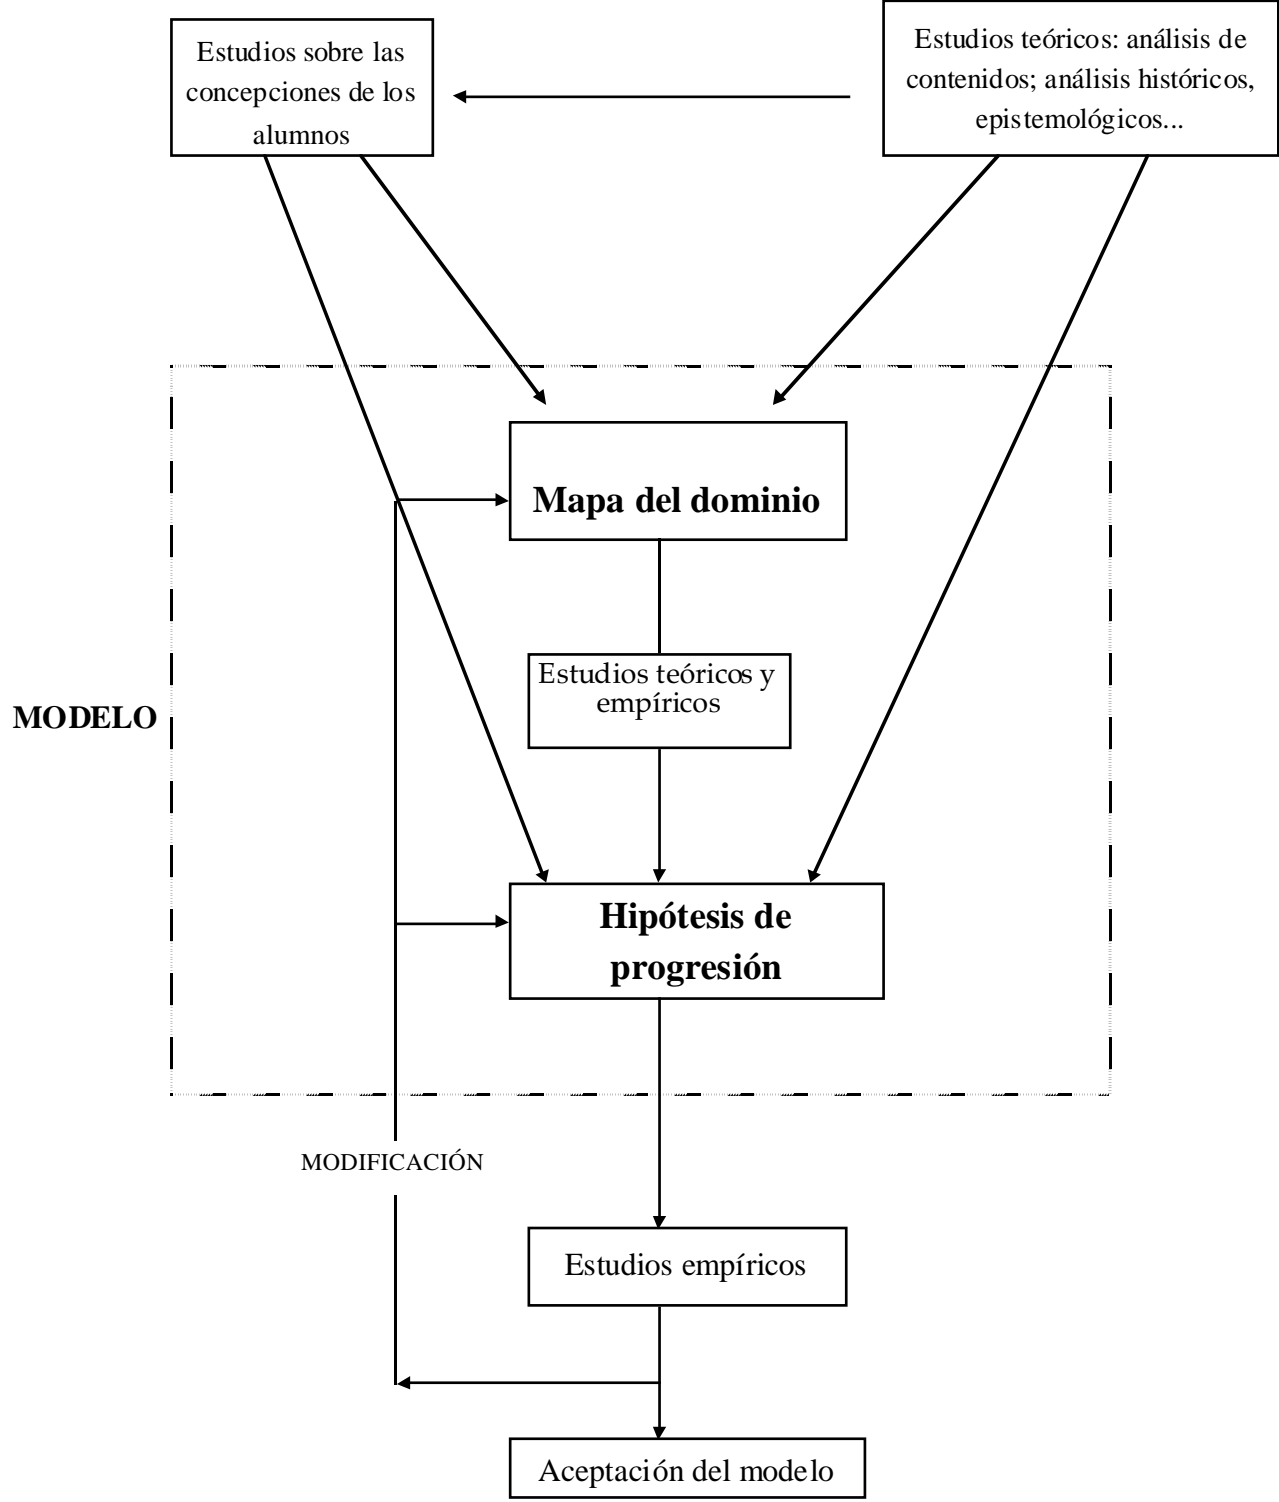 Estudios sobre las
concepciones de los
alumnos
Estudios teóricos: análisis de
contenidos; análisis históricos,
epistemológicos...
Mapa del dominio
Estudios teóricos y
empíricos
MODELO
Hipótesis de
progresión
MODIFICACIÓN
Estudios empíricos
Aceptación del modelo